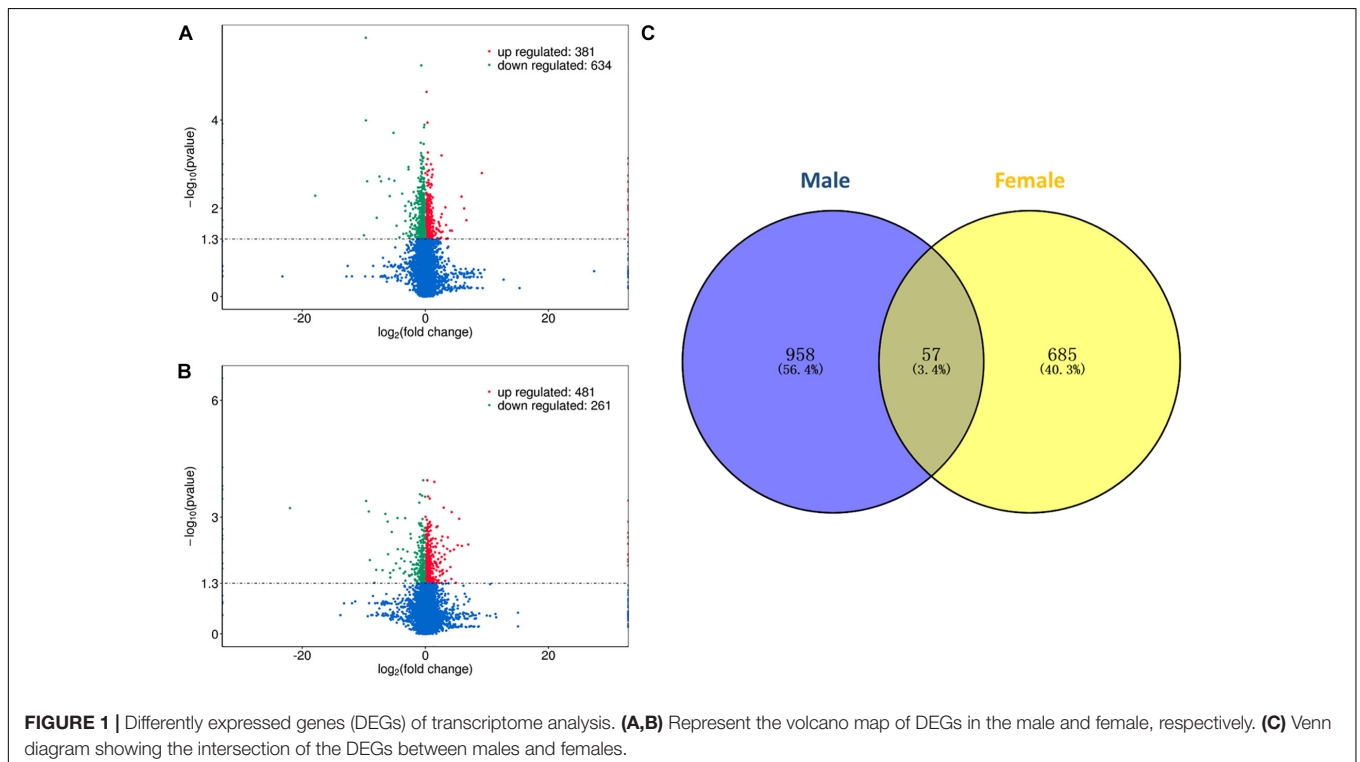 A
up regulated: 381
down regulated: 634
−log10(pvalue)
4
2
1.3
0
-20
0
20
log2(fold change)
B
up regulated: 481
down regulated: 261
−log10(pvalue)
6
3
1.3
0
-20
0
20
log2(fold change)
C
Male
Female
958
(56.4%)
57
(3.4%)
685
(40.3%)
FIGURE 1 | Differently expressed genes (DEGs) of transcriptome analysis. (A,B) Represent the volcano map of DEGs in the male and female, respectively. (C) Venn
diagram showing the intersection of the DEGs between males and females.